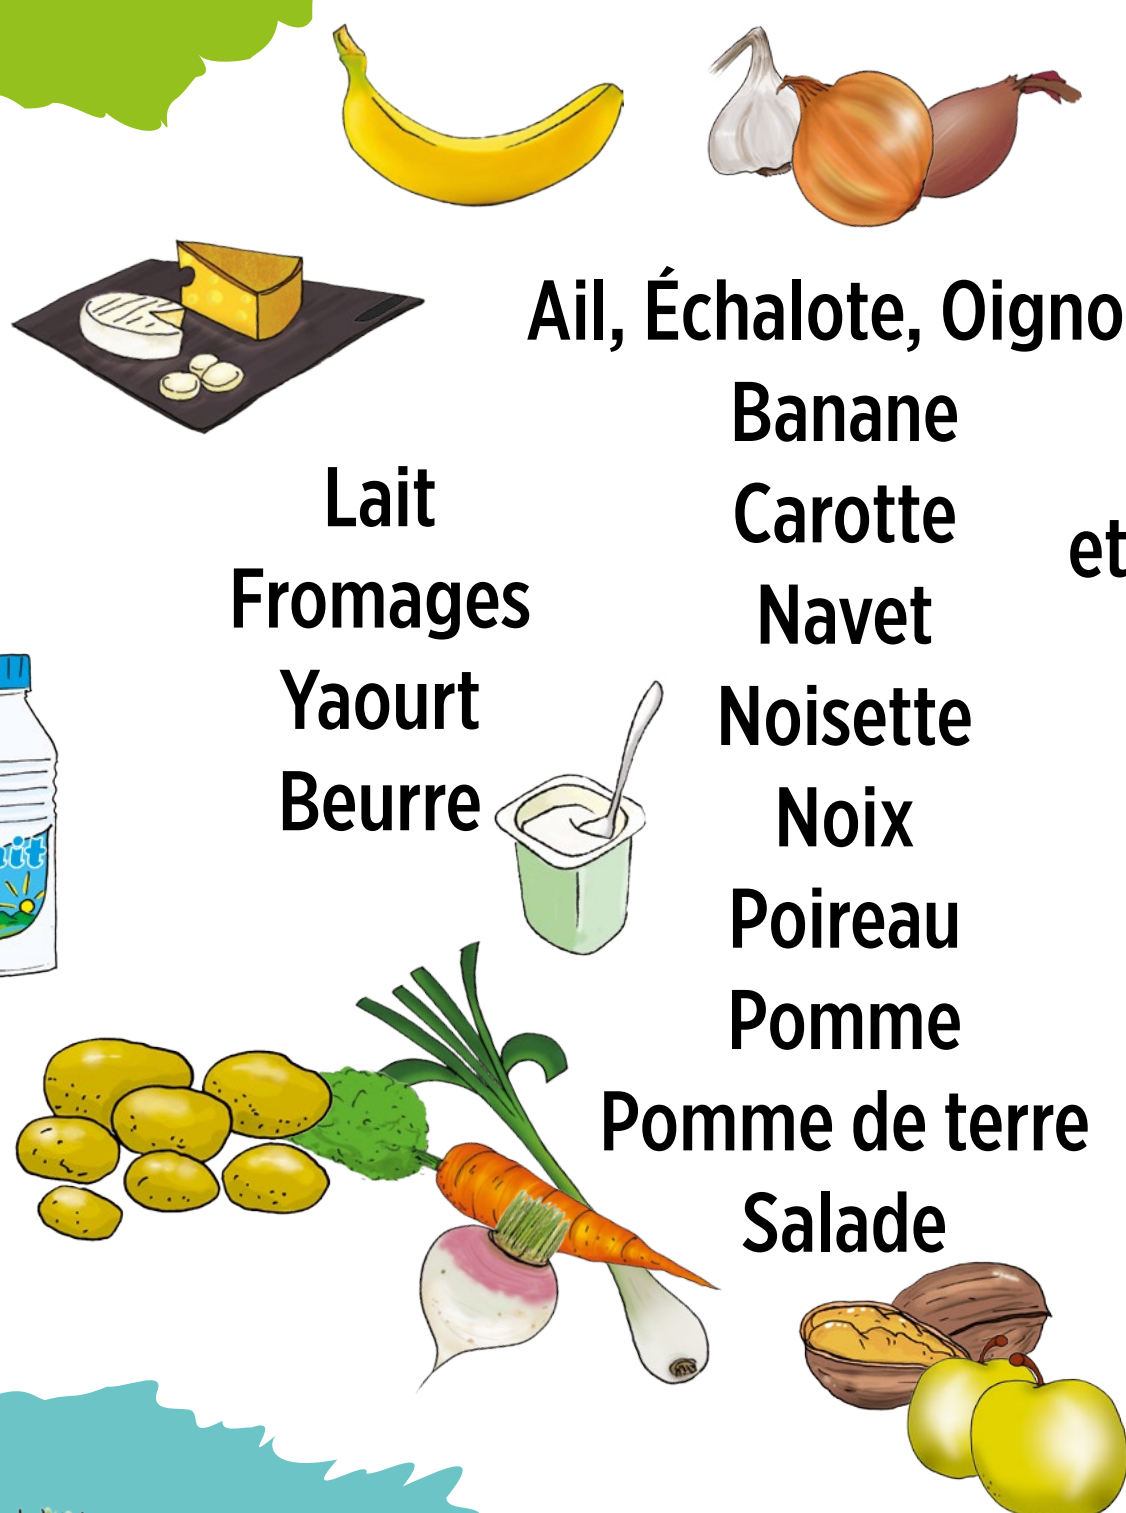 Lait
Fromages
Yaourt
Beurre
Ail, Échalote, Oigno
Banane
Carotte
Navet
Noisette
Noix
Poireau
Pomme
Pomme de terre
Salade
et